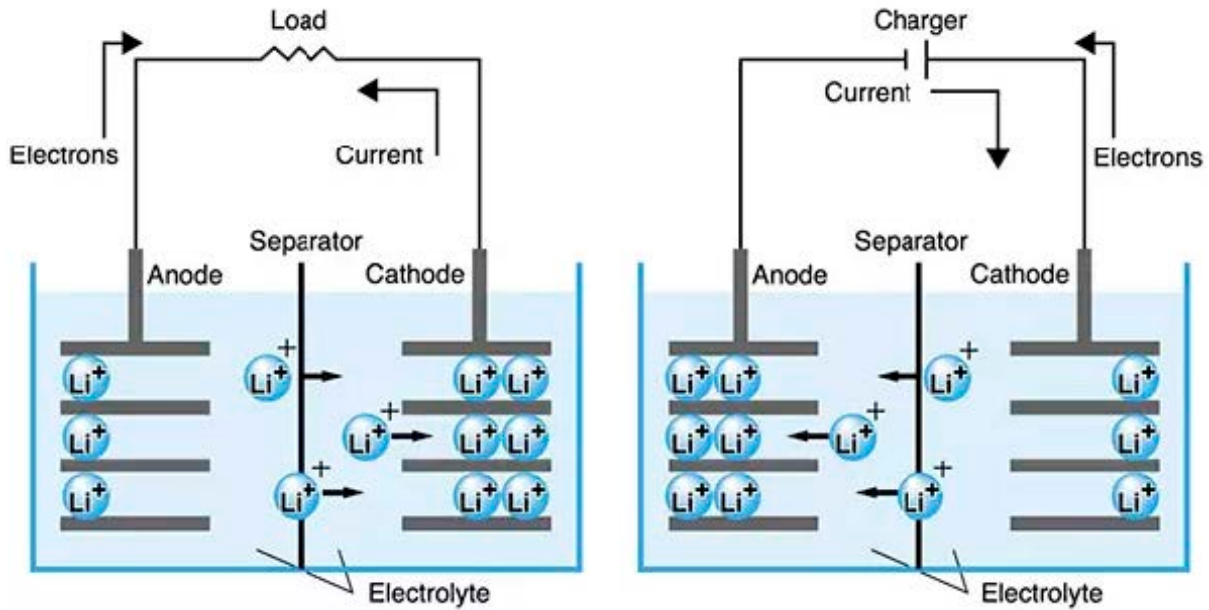 Load
Electrons
Current
Separator
Anode
Cathode
Li+
+
Li+
Li+
Li+
Li+
+
Li+
Li+
Li+
Li+
+
Li+
Li+
Li+
Electrolyte
Charger
Current
Electrons
Separator
Anode
Cathode
Li+
Li+
+
Li+
Li+
Li+
Li+
+
Li+
Li+
Li+
Li+
+
Li+
Li+
Electrolyte